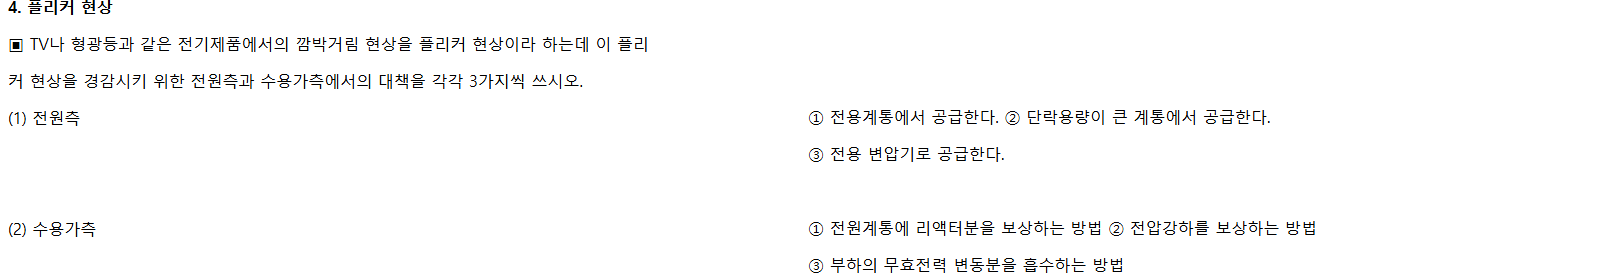 4. 플리커 현상
▣ TV나 형광등과 같은 전기제품에서의 깜박거림 현상을 플리커 현상이라 하는데 이 플리
커 현상을 경감시키 위한 전원측과 수용가측에서의 대책을 각각 3가지씩 쓰시오.
(1) 전원측
① 전용계통에서 공급한다. ② 단락용량이 큰 계통에서 공급한다.
③ 전용 변압기로 공급한다.
(2) 수용가측
① 전원계통에 리액터분을 보상하는 방법 ② 전압강하를 보상하는 방법
③ 부하의 무효전력 변동분을 흡수하는 방법